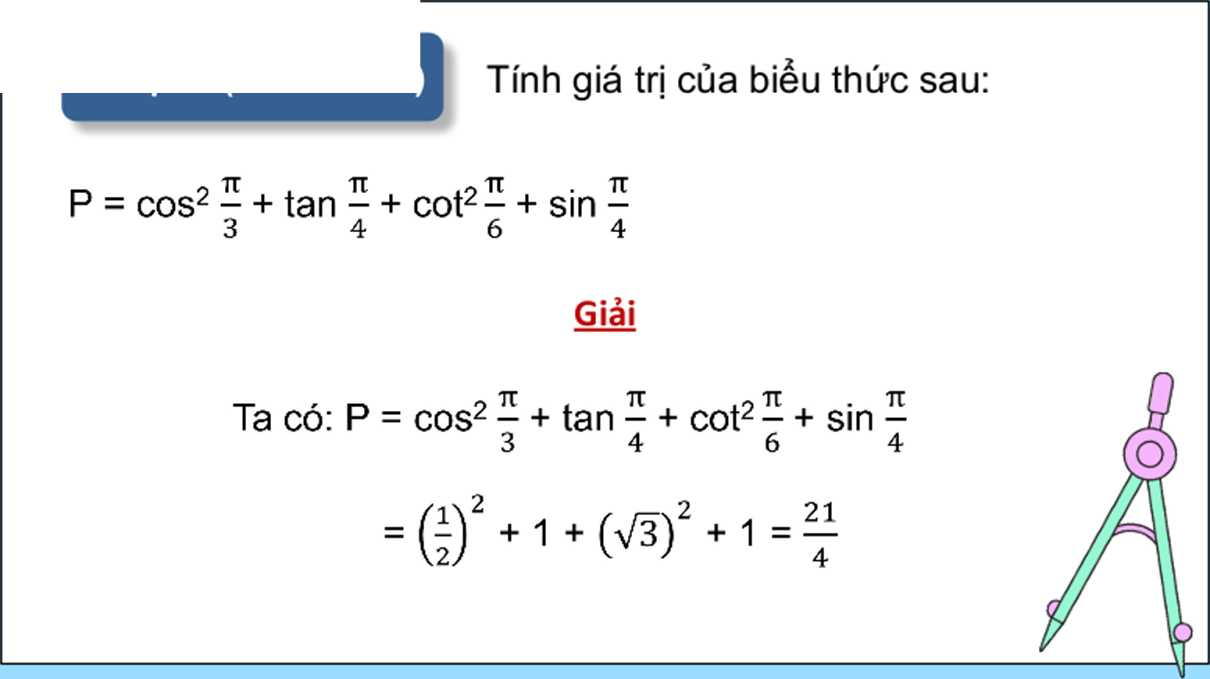 Tính giá trị của biểu thức sau:
P = cos² π/3 + tan π/4 + cot² π/6 + sin π/4
Giải
Ta có: P = cos² π/3 + tan π/4 + cot² π/6 + sin π/4
= (1/2)² + 1 + (√3)² + 1 = 21/4